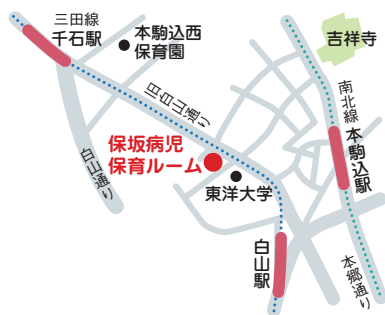 三田線
千石駅
本駒込西
保育園
吉祥寺
旧白山通り
南北線
本駒込駅
保坂病児
保育ルーム
白山通り
東洋大学
白山駅
本郷通り